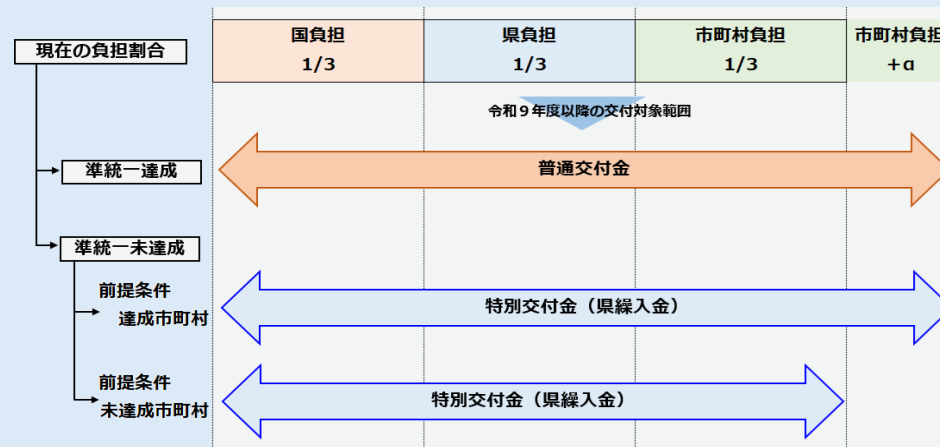 現在の負担割合
国負担
1/3
県負担
1/3
市町村負担
1/3
市町村負担
+α
令和９年度以降の交付対象範囲
準統一達成
普通交付金
準統一未達成
前提条件
達成市町村
特別交付金（県繰入金）
前提条件
未達成市町村
特別交付金（県繰入金）